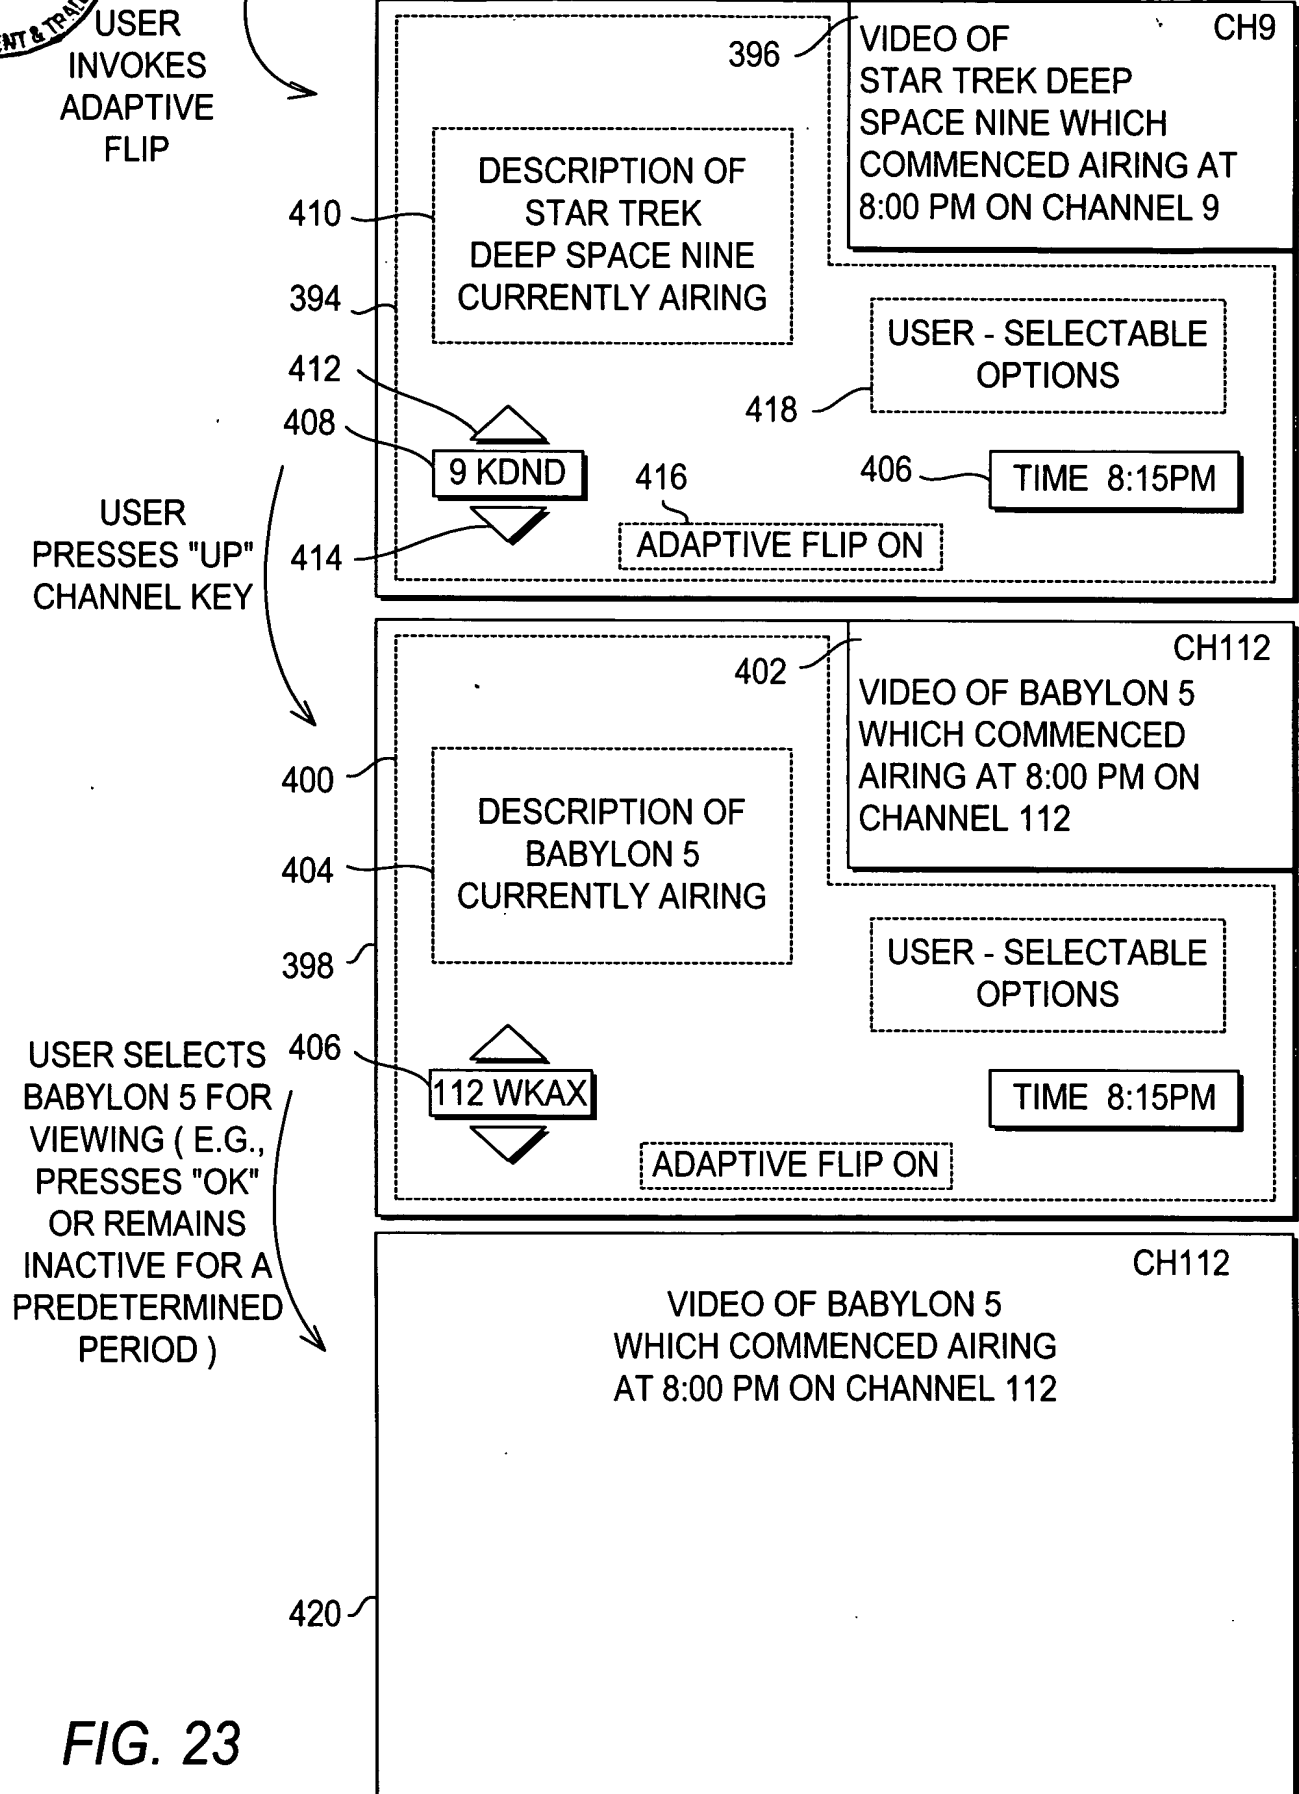 ENT & TRA
USER
INVOKES
ADAPTIVE
FLIP
396
VIDEO OF
STAR TREK DEEP
SPACE NINE WHICH
COMMENCED AIRING AT
8:00 PM ON CHANNEL 9
CH9
DESCRIPTION OF
STAR TREK
DEEP SPACE NINE
CURRENTLY AIRING
410
394
412
408
9 KDND
414
USER - SELECTABLE
OPTIONS
418
416
ADAPTIVE FLIP ON
406
TIME 8:15PM
USER
PRESSES "UP"
CHANNEL KEY
402
CH112
VIDEO OF BABYLON 5
WHICH COMMENCED
AIRING AT 8:00 PM ON
CHANNEL 112
400
DESCRIPTION OF
BABYLON 5
CURRENTLY AIRING
404
398
USER - SELECTABLE
OPTIONS
406
112 WKAX
TIME 8:15PM
ADAPTIVE FLIP ON
USER SELECTS
BABYLON 5 FOR
VIEWING ( E.G.,
PRESSES "OK"
OR REMAINS
INACTIVE FOR A
PREDETERMINED
PERIOD )
CH112
VIDEO OF BABYLON 5
WHICH COMMENCED AIRING
AT 8:00 PM ON CHANNEL 112
420
FIG. 23